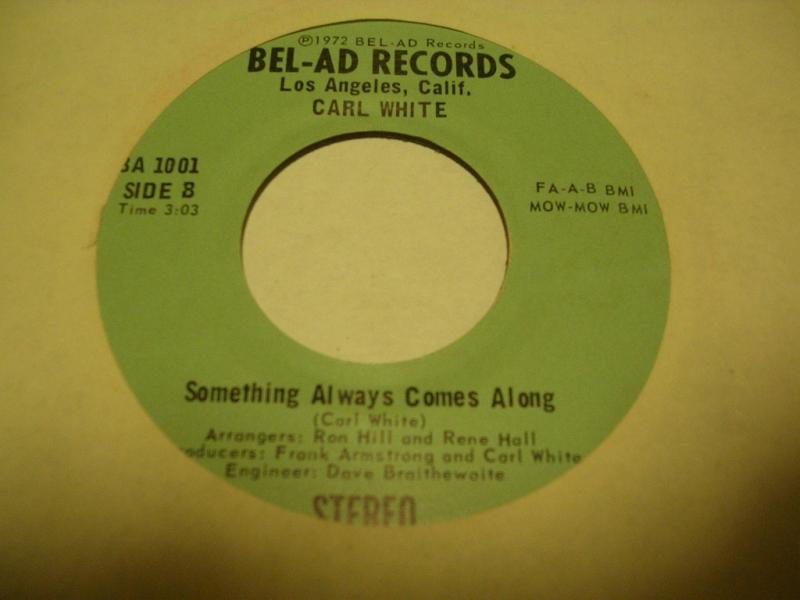 ℗1972 BEL-AD Records
BEL-AD RECORDS
Los Angeles, Calif.
CARL WHITE
BA 1001
SIDE B
Time 3:03
FA-A-B BMI
MOW-MOW BMI
Something Always Comes Along
(Carl White)
Arrangers: Ron Hill and Rene Hall
oducers: Frank Armstrong and Carl White
Engineer: Dave Braithewaite
STEREO